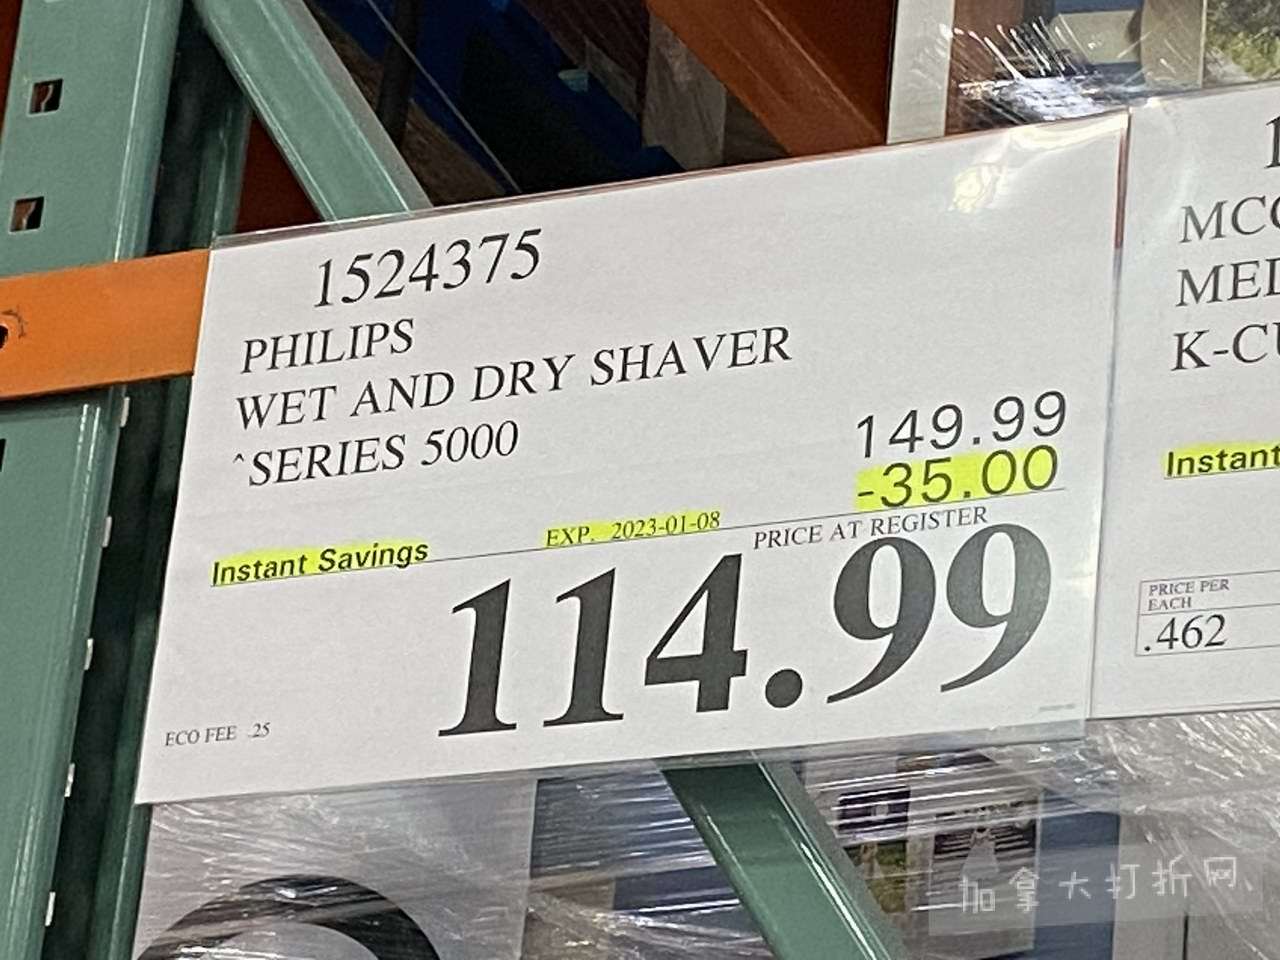 1524375
PHILIPS
WET AND DRY SHAVER
^SERIES 5000
149.99
-35.00
Instant Savings
EXP. 2023-01-08
PRICE AT REGISTER
114.99
ECO FEE .25
MED
K-CU
Instant
PRICE PER
EACH
.462
加拿大打折网